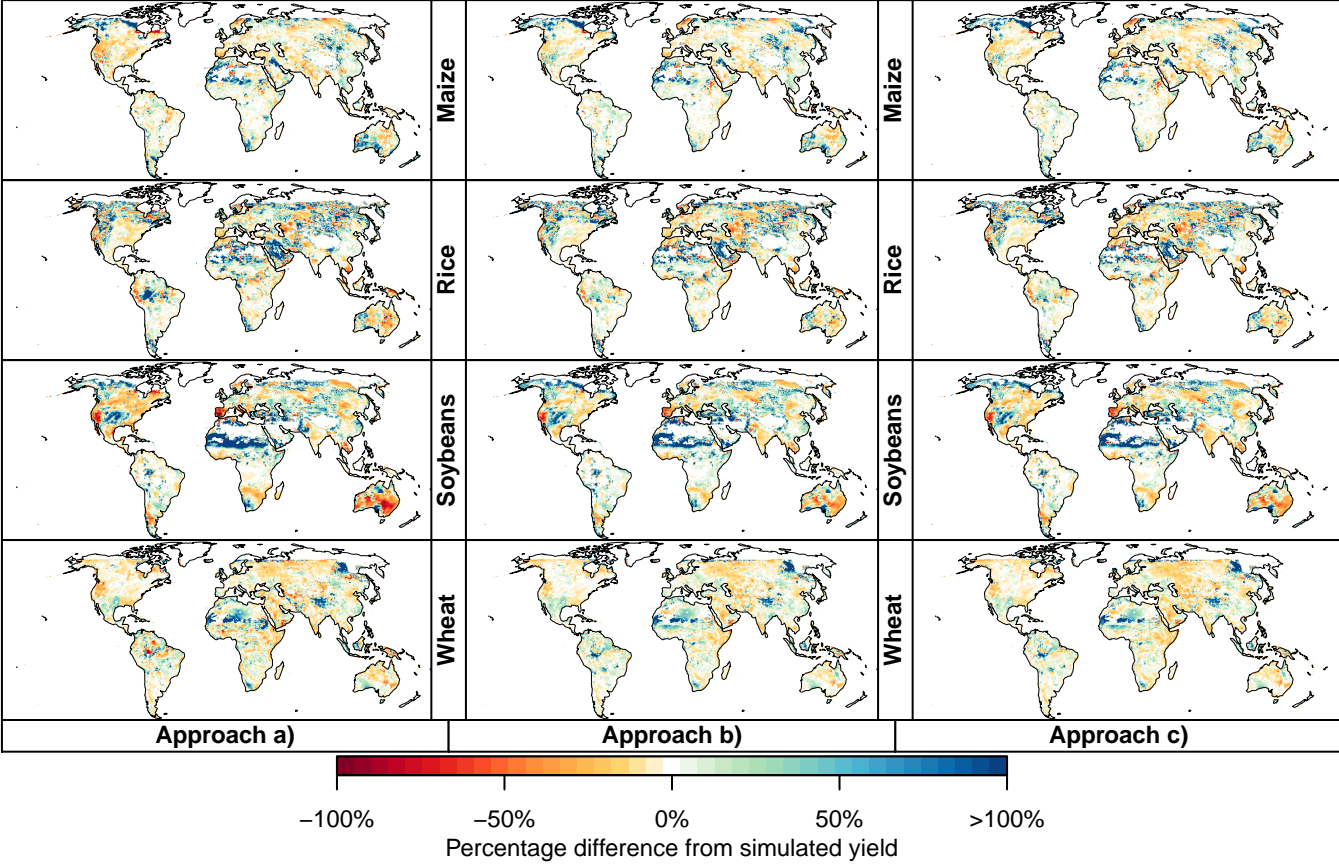 Maize
Maize
Rice
Rice
Soybeans
Soybeans
Wheat
Wheat
Approach a)
Approach b)
Approach c)
−100%
−50%
0%
50%
>100%
Percentage difference from simulated yield